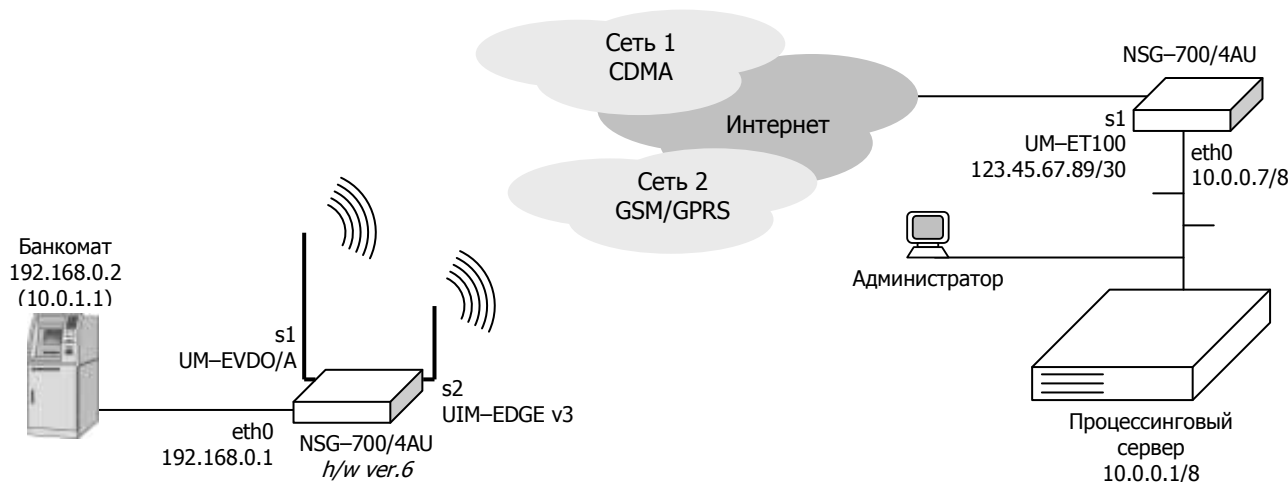 Сеть 1
CDMA
Интернет
Сеть 2
GSM/GPRS
NSG–700/4AU
s1
UM–ET100
123.45.67.89/30
eth0
10.0.0.7/8
Администратор
Процессинговый
сервер
10.0.0.1/8
Банкомат
192.168.0.2
(10.0.1.1)
s1
UM–EVDO/A
s2
UIM–EDGE v3
eth0
192.168.0.1
NSG–700/4AU
h/w ver.6